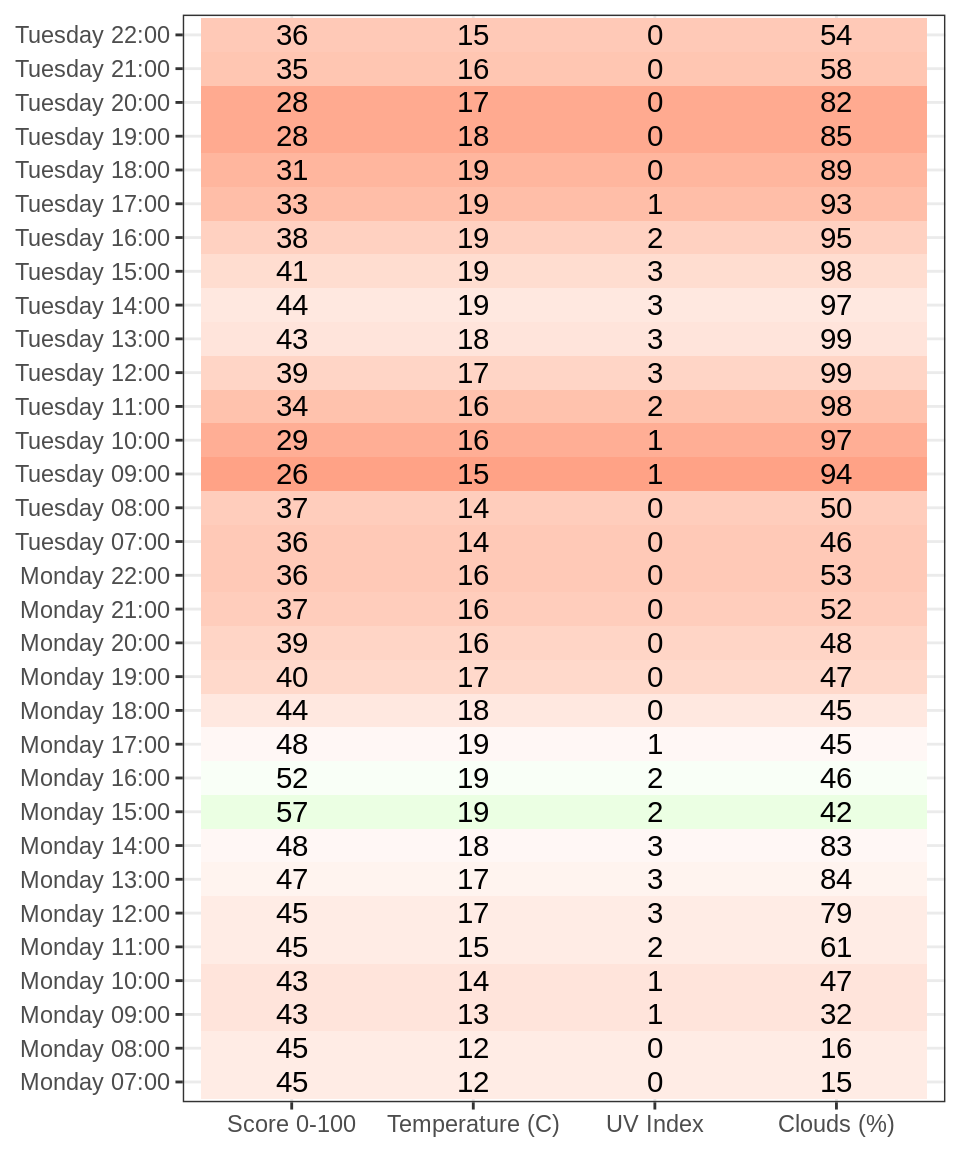 Tuesday 22:00 36 15 0 54
Tuesday 21:00 35 16 0 58
Tuesday 20:00 28 17 0 82
Tuesday 19:00 28 18 0 85
Tuesday 18:00 31 19 0 89
Tuesday 17:00 33 19 1 93
Tuesday 16:00 38 19 2 95
Tuesday 15:00 41 19 3 98
Tuesday 14:00 44 19 3 97
Tuesday 13:00 43 18 3 99
Tuesday 12:00 39 17 3 99
Tuesday 11:00 34 16 2 98
Tuesday 10:00 29 16 1 97
Tuesday 09:00 26 15 1 94
Tuesday 08:00 37 14 0 50
Tuesday 07:00 36 14 0 46
Monday 22:00 36 16 0 53
Monday 21:00 37 16 0 52
Monday 20:00 39 16 0 48
Monday 19:00 40 17 0 47
Monday 18:00 44 18 0 45
Monday 17:00 48 19 1 45
Monday 16:00 52 19 2 46
Monday 15:00 57 19 2 42
Monday 14:00 48 18 3 83
Monday 13:00 47 17 3 84
Monday 12:00 45 17 3 79
Monday 11:00 45 15 2 61
Monday 10:00 43 14 1 47
Monday 09:00 43 13 1 32
Monday 08:00 45 12 0 16
Monday 07:00 45 12 0 15
Score 0-100 Temperature (C) UV Index Clouds (%)